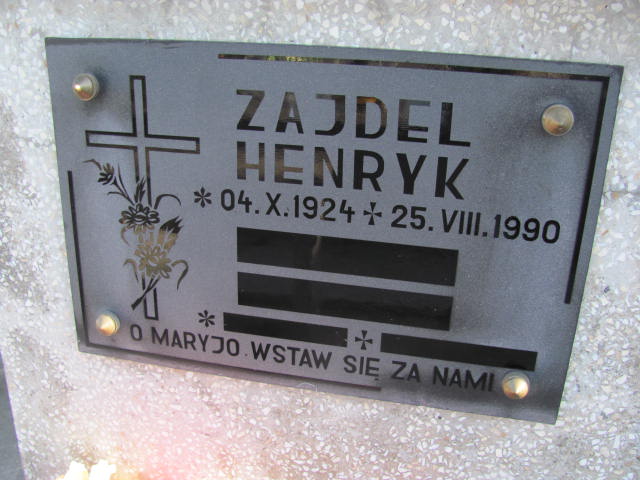 ZAJDEL
HENRYK
* 04.X.1924 + 25.VIII.1990
* +
O MARYJO WSTAW SIĘ ZA NAMI